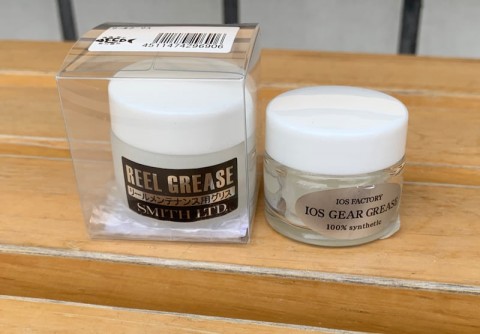 4511474296906
REEL GREASE
リールメンテナンス用グリス
SMITH LTD.
IOS FACTORY
IOS GEAR GREASE
100% synthetic